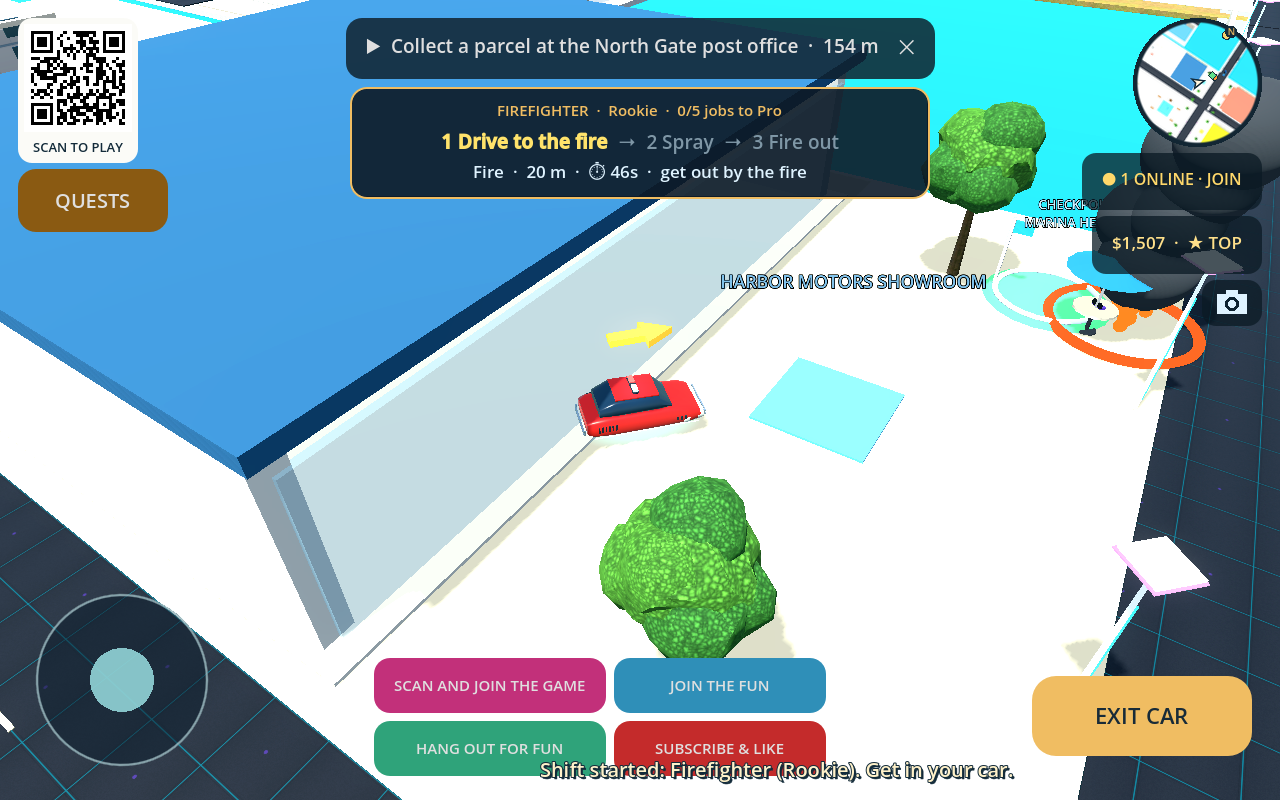 SCAN TO PLAY
QUESTS
▶ Collect a parcel at the North Gate post office · 154 m ✕
FIREFIGHTER · Rookie · 0/5 jobs to Pro
1 Drive to the fire → 2 Spray → 3 Fire out
Fire · 20 m · ⏱ 46s · get out by the fire
N
1 ONLINE · JOIN
MARINA
$1,507 · ★ TOP
HARBOR MOTORS SHOWROOM
SCAN AND JOIN THE GAME
JOIN THE FUN
HANG OUT FOR FUN
SUBSCRIBE & LIKE
Shift started: Firefighter (Rookie). Get in your car.
EXIT CAR